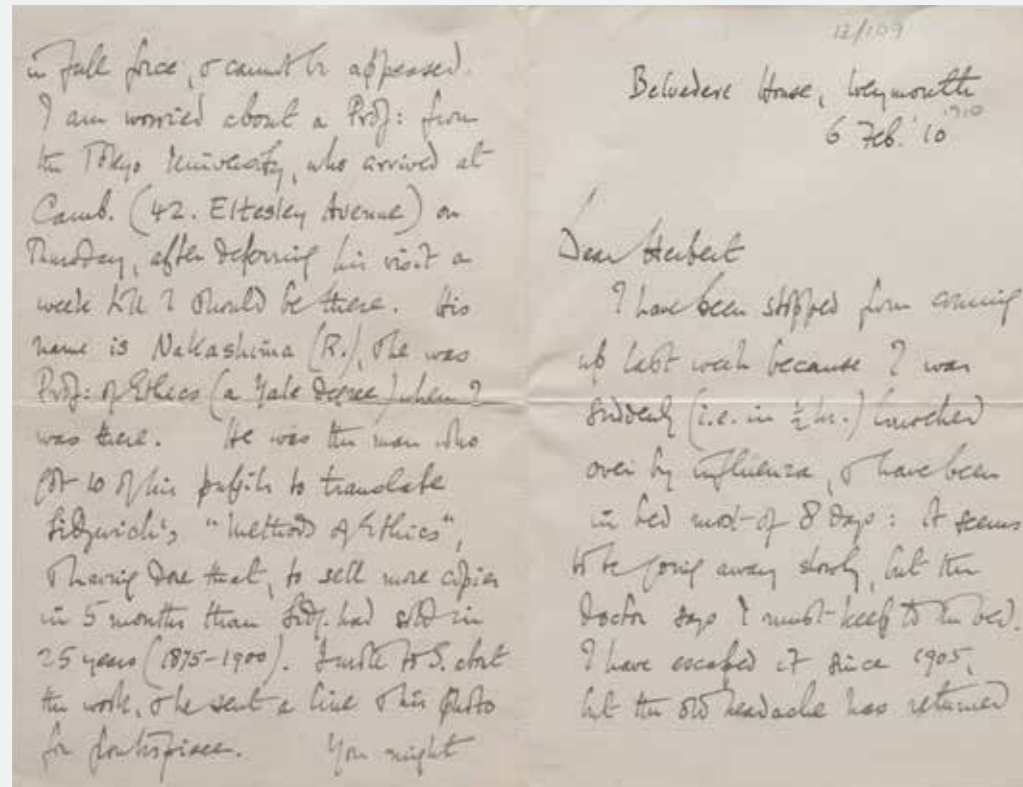 12/109
Belvedere House, Weymouth
1910
6 Feb. '10
Dear Herbert
I have been stopped from coming
up last week because I was
suddenly (i.e. in ½ hr.) knocked
over by influenza, & have been
in bed most of 8 days: it seems
to be going away slowly, but the
doctor says I must keep to my bed.
I have escaped it since 1905,
but the old headache has returned
in full force, & cannot be appeased.
I am worried about a Prof: from
the Tokyo University, who arrived at
Camb. (42. Eltesley Avenue) on
Thursday, after deferring his visit a
week till I should be there. His
name is Nakashima (R.), & he was
Prof: of Ethics (a Yale degree) when I
was there. He was the man who
got 10 of his pupils to translate
Sidgwick's "Methods of Ethics",
& having done that, to sell more copies
in 5 months than Sidg. had sold in
25 years (1875-1900). I wrote to S. about
the work, & he sent a line & his photo
for frontispiece. You might